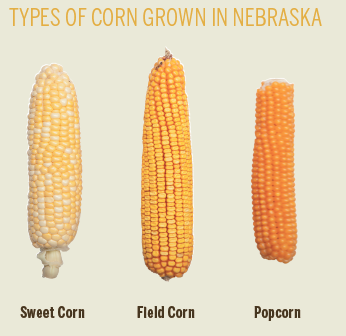 TYPES OF CORN GROWN IN NEBRASKA
Sweet Corn
Field Corn
Popcorn